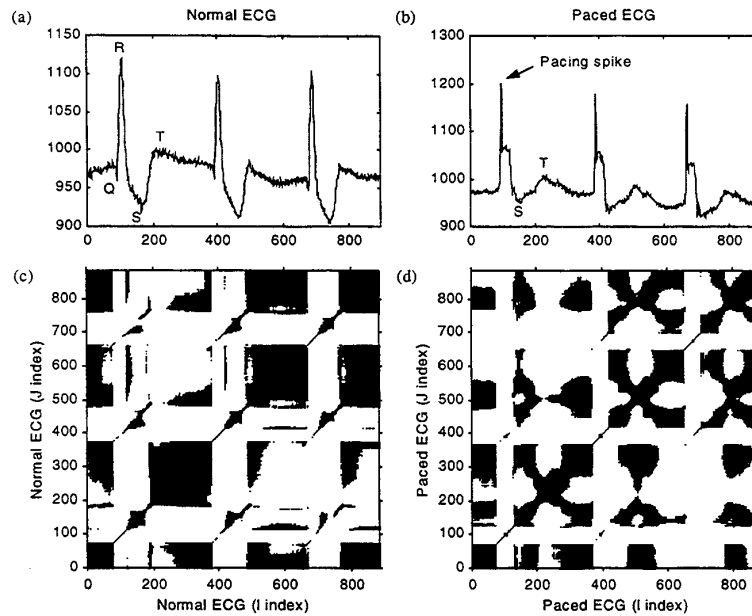 (a) Normal ECG
1150
1100
1050
1000
950
900
R
T
Q
S
0 200 400 600 800
(b) Paced ECG
1300
1200
1100
1000
900
Pacing spike
T
S
0 200 400 600 800
(c)
Normal ECG (J index)
800
700
600
500
400
300
200
100
0
0 200 400 600 800
Normal ECG (I index)
(d)
Paced ECG (J index)
800
700
600
500
400
300
200
100
0
0 200 400 600 800
Paced ECG (I index)